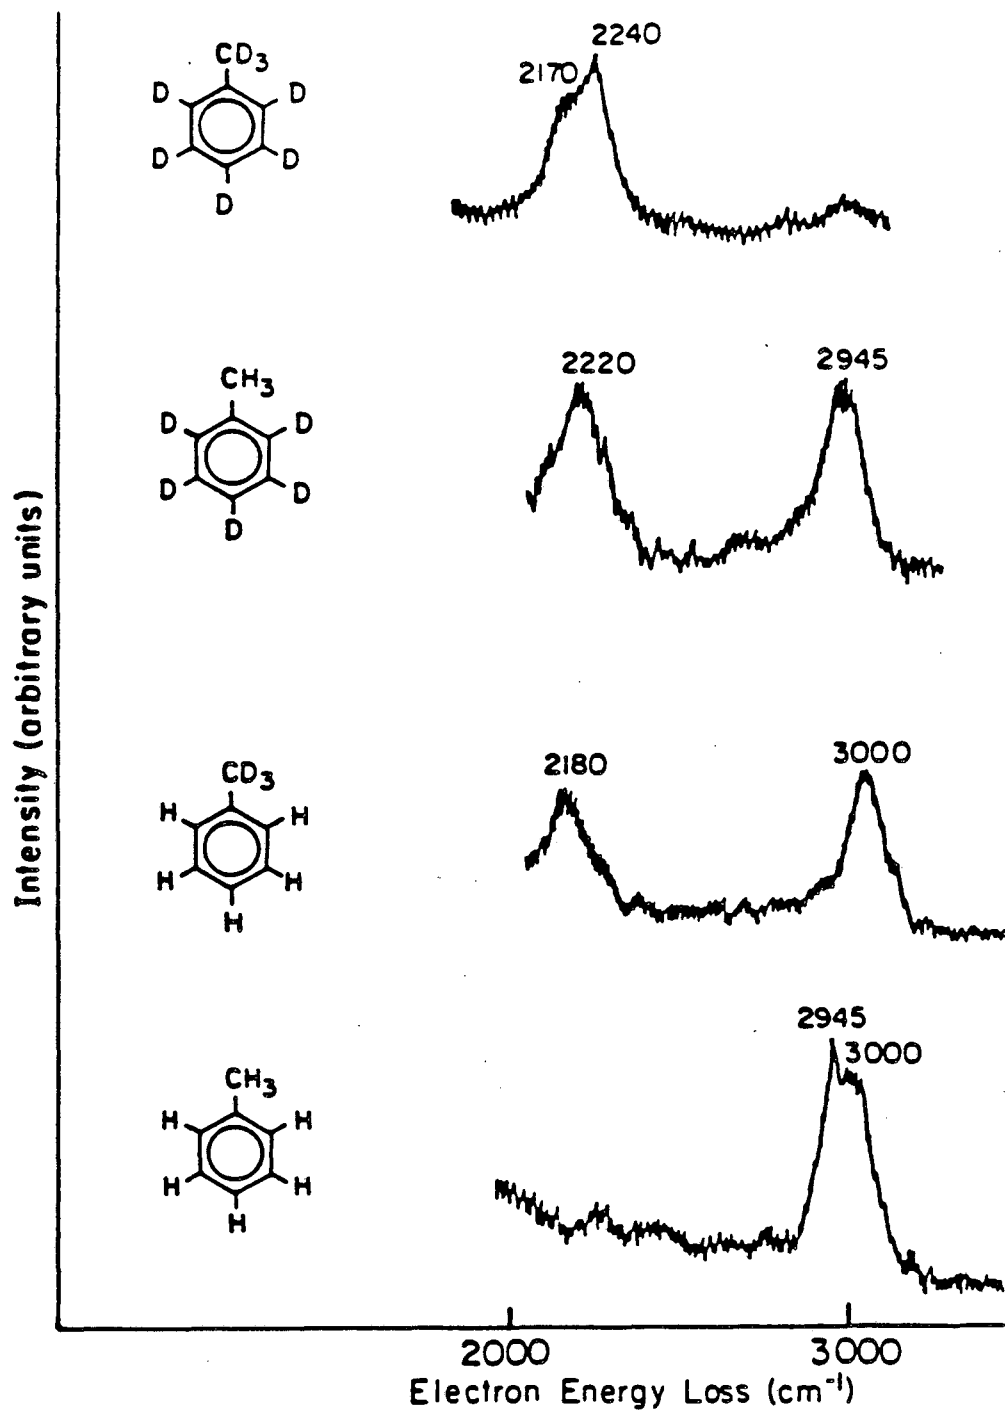 CD3
D D
D D
D
2240
2170
CH3
D D
D D
D
2220
2945
CD3
H H
H H
H
2180
3000
CH3
H H
H H
H
2945
3000
Intensity (arbitrary units)
2000
3000
Electron Energy Loss (cm-1)